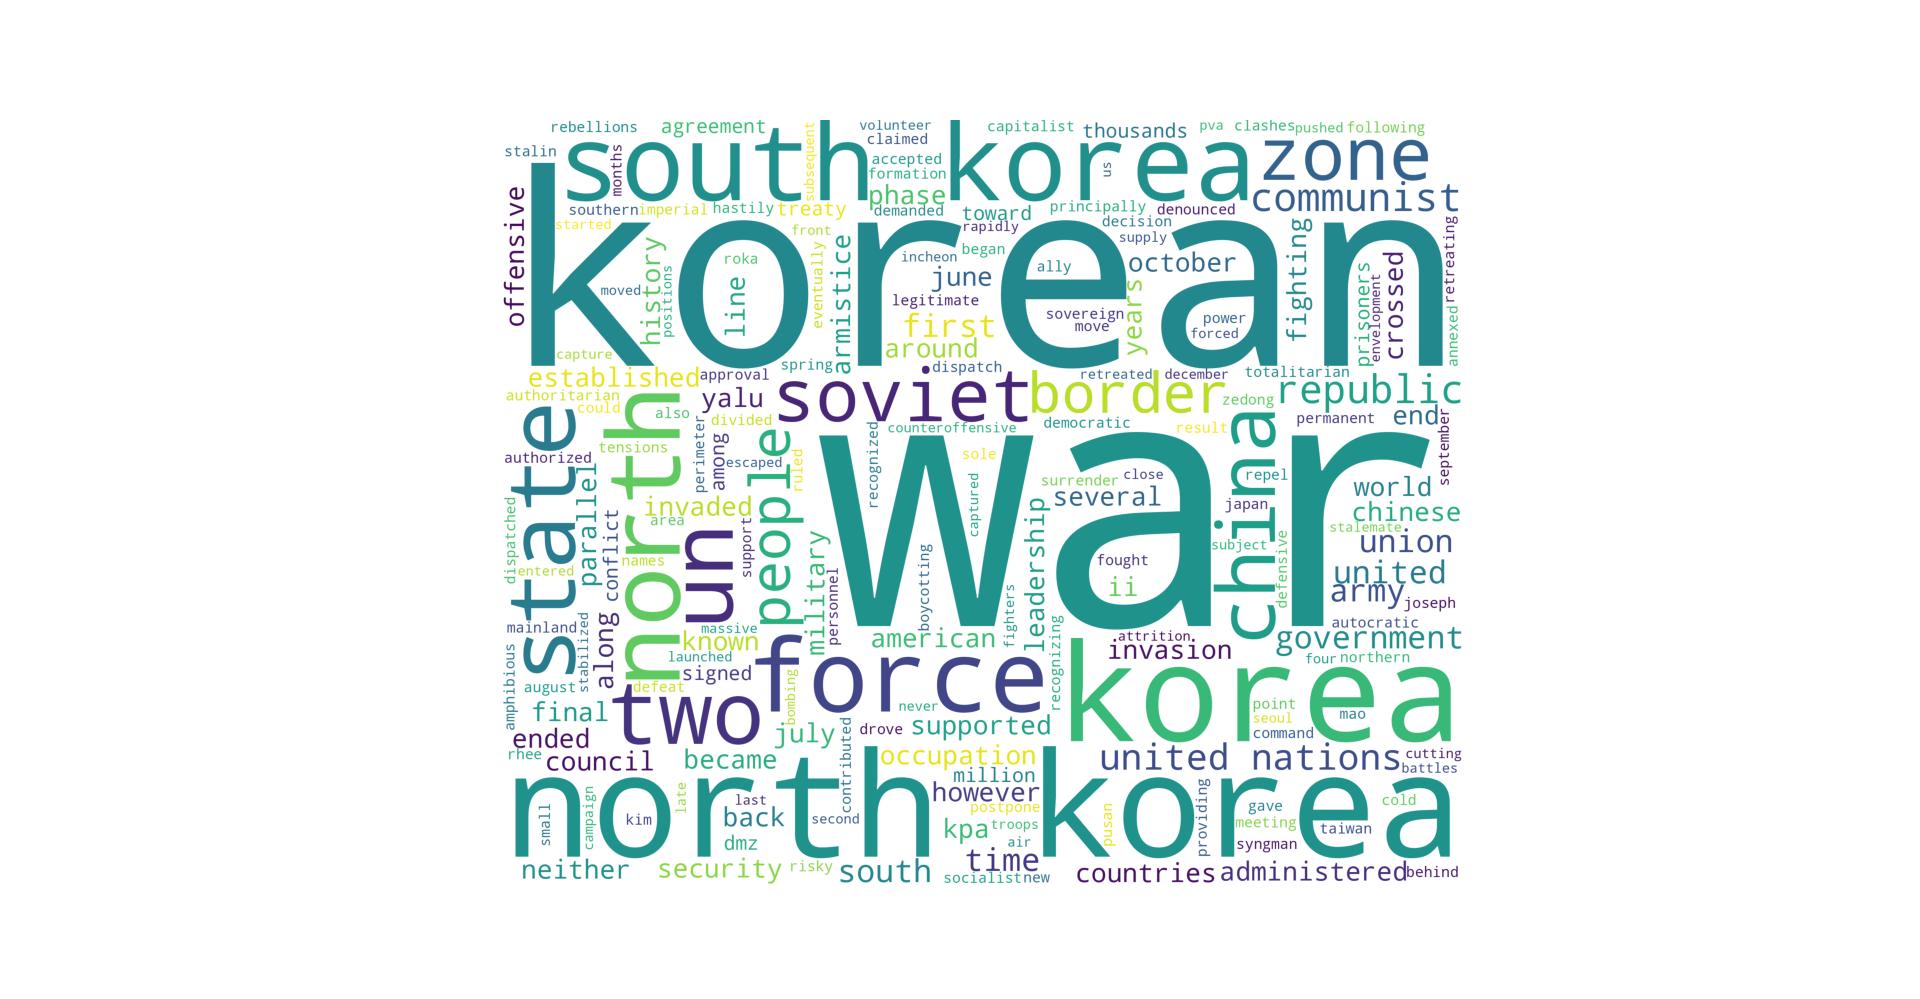 rebellions agreement volunteer capitalist thousands pva clashes pushed following
stalin months south korea subsequent claimed accepted formation us zone
offensive phase communist
southern imperial hastily treaty demanded toward principally denounced
started korean front rapidly decision supply retreating
history armistice began fighting
roka incheon ally october crossed
moved positions line eventually june years prisoners envelopment annexed
legitimate sovereign power
first move forced
capture around
spring dispatch
established approval soviet retreated december totalitarian
authoritarian yalu border zedong republic
could also divided counteroffensive democratic result permanent end
state north people recognized war china september
tensions perimeter among ruled sole
authorized escaped captured surrender close repel
parallel invaded several world
dispatched area un support leadership japan chinese
conflict military stalemate
names boycotting fought subject defensive union
entered personnel fighters ii united
army joseph
mainland massive american autocratic
known attrition government
along launched force recognizing invasion four northern
amphibious stabilized signed korea
august defeat bombing never
final two point
seoul mao
ended july contributed drove supported command
rhee council became occupation united nations cutting
million battles
north korea however
small campaign late last postpone pusan providing gave cold
kim back second kpa troops meeting taiwan
dmz air syngman
neither security risky south time countries administered behind
socialist new